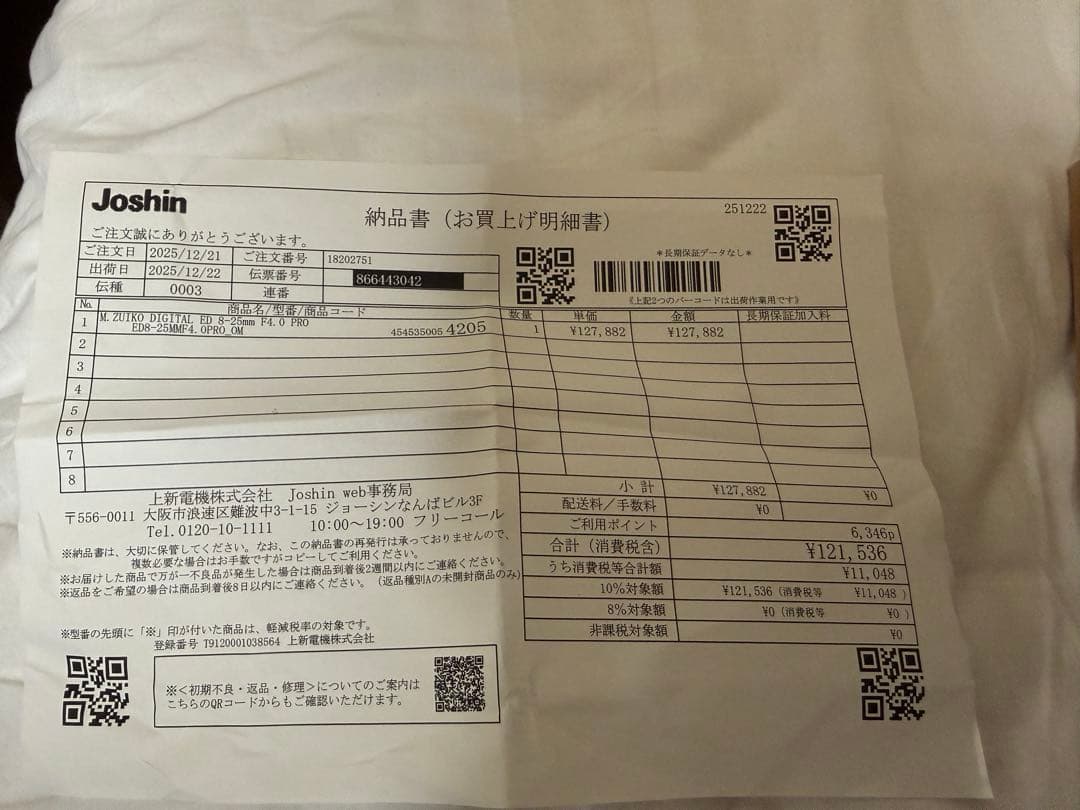 Joshin
納品書（お買上げ明細書）
251222
ご注文誠にありがとうございます。
ご注文日 2025/12/21 ご注文番号 18202751
出荷日 2025/12/22 伝票番号 866443042
伝種 0003 連番
＊長期保証データなし＊
《上記2つのバーコードは出荷作業用です》
No. 商品名/型番/商品コード 数量 単価 金額 長期保証加入料
1 M.ZUIKO DIGITAL ED 8-25mm F4.0 PRO
ED8-25MMF4.0PRO_OM 454535005 4205 1 ¥127,882 ¥127,882
2
3
4
5
6
7
8
小計 ¥127,882 ¥0
配送料／手数料 ¥0
ご利用ポイント 6,346p
合計（消費税含） ¥121,536
うち消費税等合計額 ¥11,048
10%対象額 ¥121,536（消費税等 ¥11,048）
8%対象額 ¥0（消費税等 ¥0）
非課税対象額 ¥0
上新電機株式会社 Joshin web事務局
〒556-0011 大阪市浪速区難波中3-1-15 ジョーシンなんばビル3F
Tel.0120-10-1111 10:00～19:00 フリーコール
※納品書は、大切に保管してください。なお、この納品書の再発行は承っておりませんので、
複数必要な場合はお手数ですがコピーしてご利用ください。
※お届けした商品で万が一不良品が発生した場合は商品到着後2週間以内にご連絡ください。
※返品をご希望の場合は商品到着後8日以内にご連絡ください。（返品種別Aの未開封商品のみ）
※型番の先頭に「※」印が付いた商品は、軽減税率の対象です。
登録番号 T9120001038564 上新電機株式会社
※＜初期不良・返品・修理＞についてのご案内は
こちらのQRコードからもご確認いただけます。